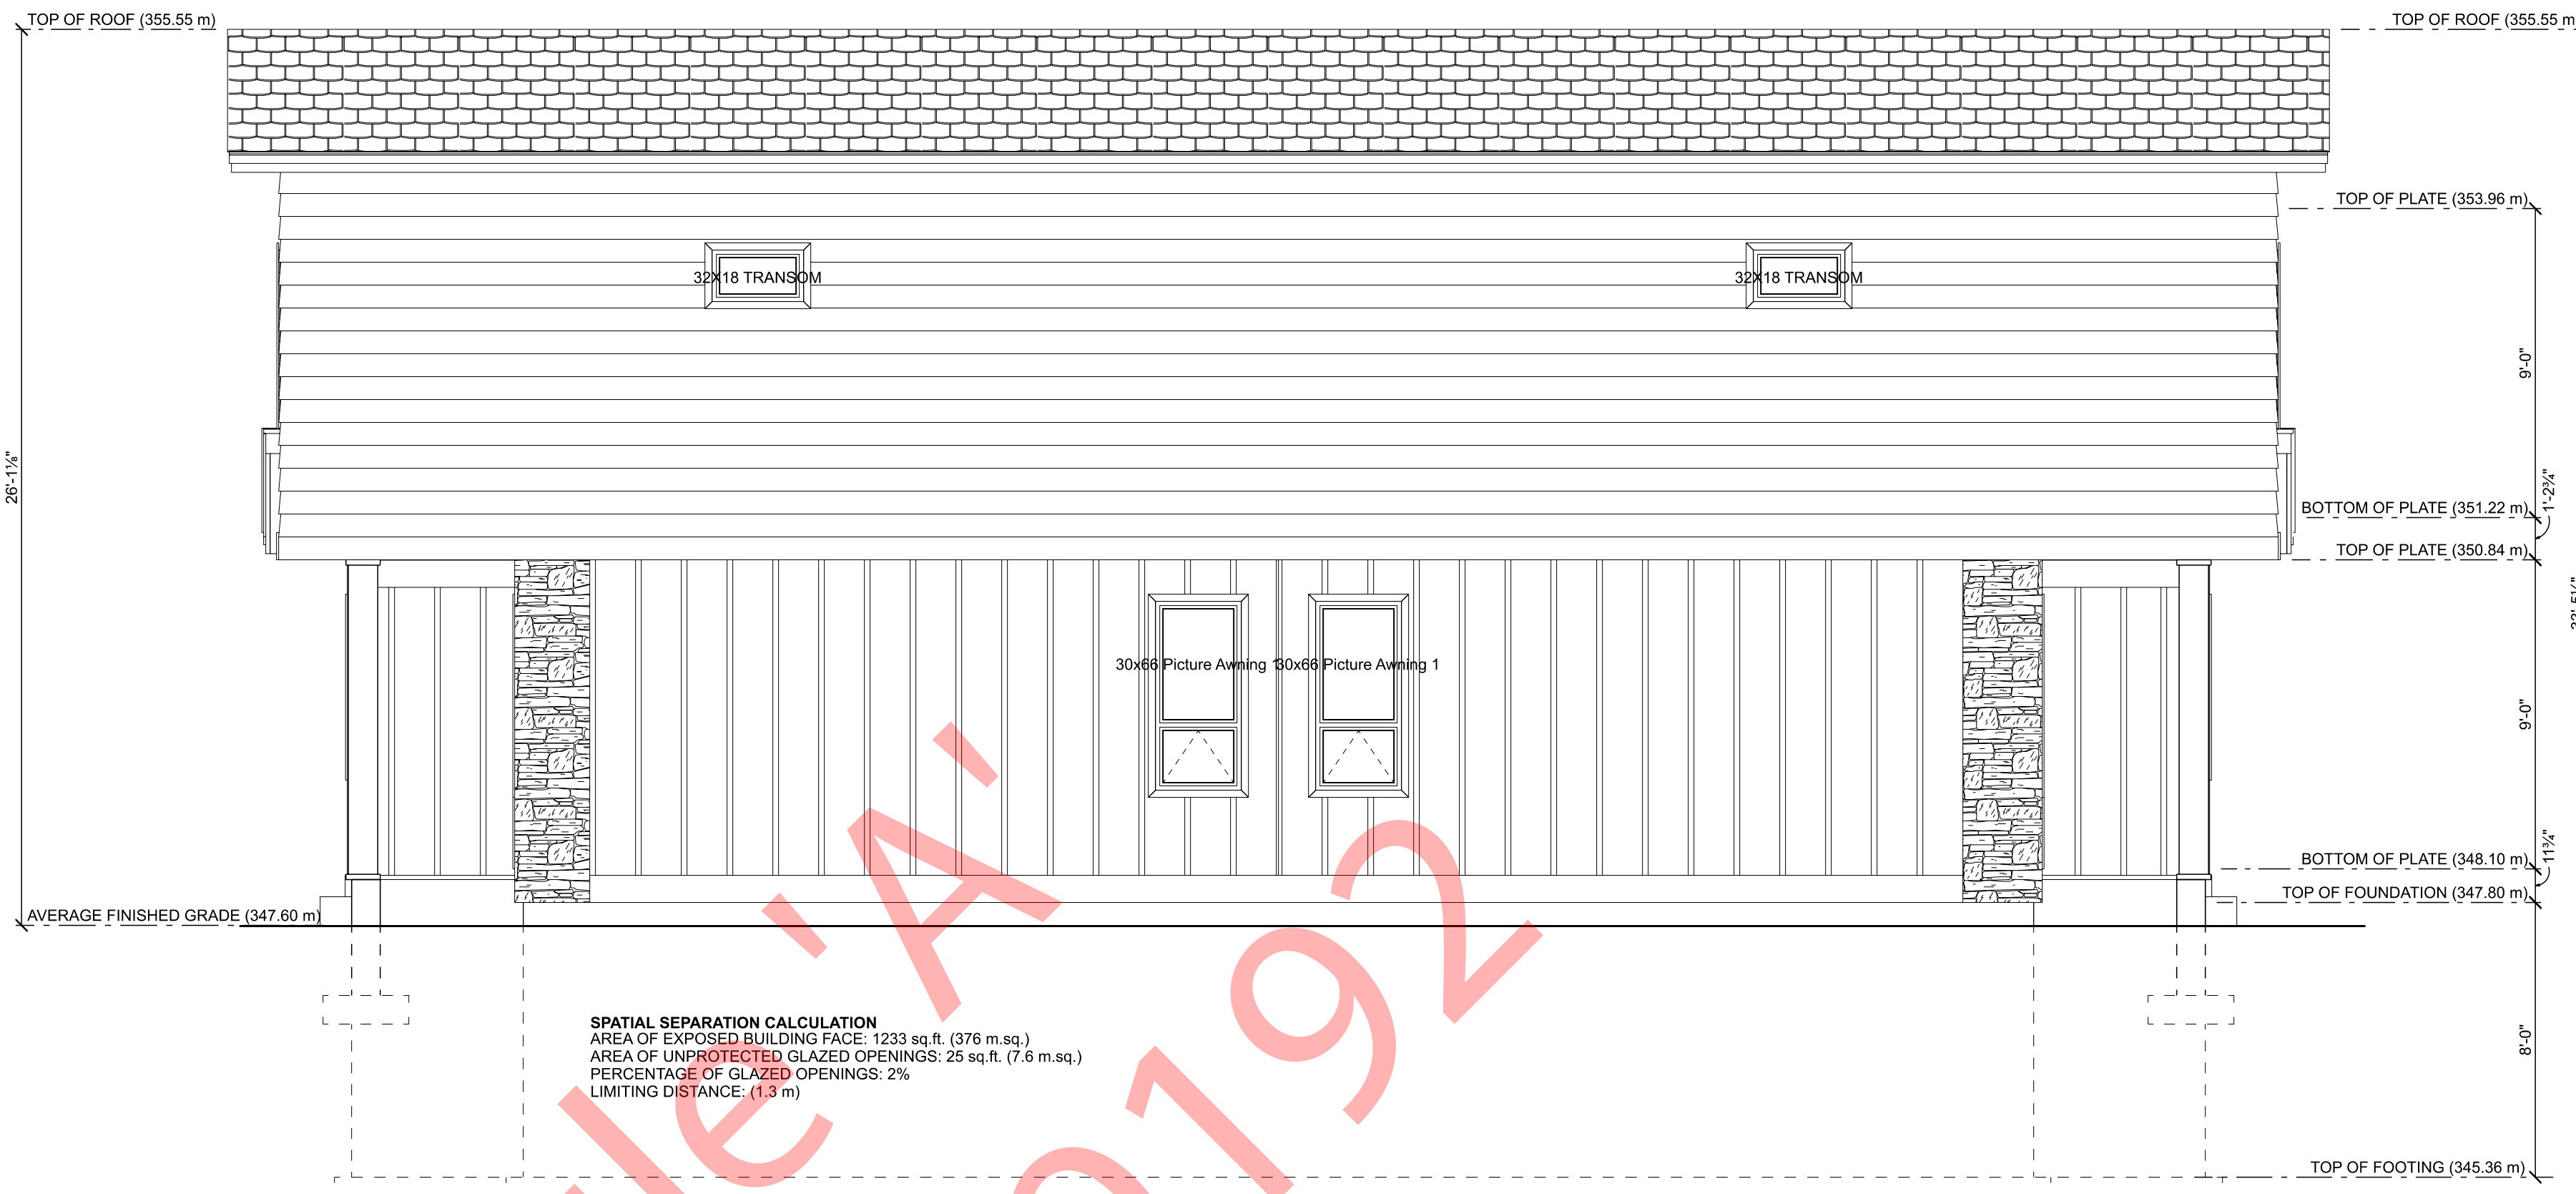 TOP OF ROOF (355.55 m)
TOP OF ROOF (355.55 m
TOP OF PLATE (353.96 m)
32X18 TRANSOM
32X18 TRANSOM
9'-0"
26'-1⅛"
1'-2¾"
BOTTOM OF PLATE (351.22 m)
TOP OF PLATE (350.84 m)
30x66 Picture Awning 1
30x66 Picture Awning 1
9'-0"
11¾"
BOTTOM OF PLATE (348.10 m)
TOP OF FOUNDATION (347.80 m)
AVERAGE FINISHED GRADE (347.60 m)
SPATIAL SEPARATION CALCULATION
AREA OF EXPOSED BUILDING FACE: 1233 sq.ft. (376 m.sq.)
AREA OF UNPROTECTED GLAZED OPENINGS: 25 sq.ft. (7.6 m.sq.)
PERCENTAGE OF GLAZED OPENINGS: 2%
LIMITING DISTANCE: (1.3 m)
8'-0"
TOP OF FOOTING (345.36 m)
le 'A'
192